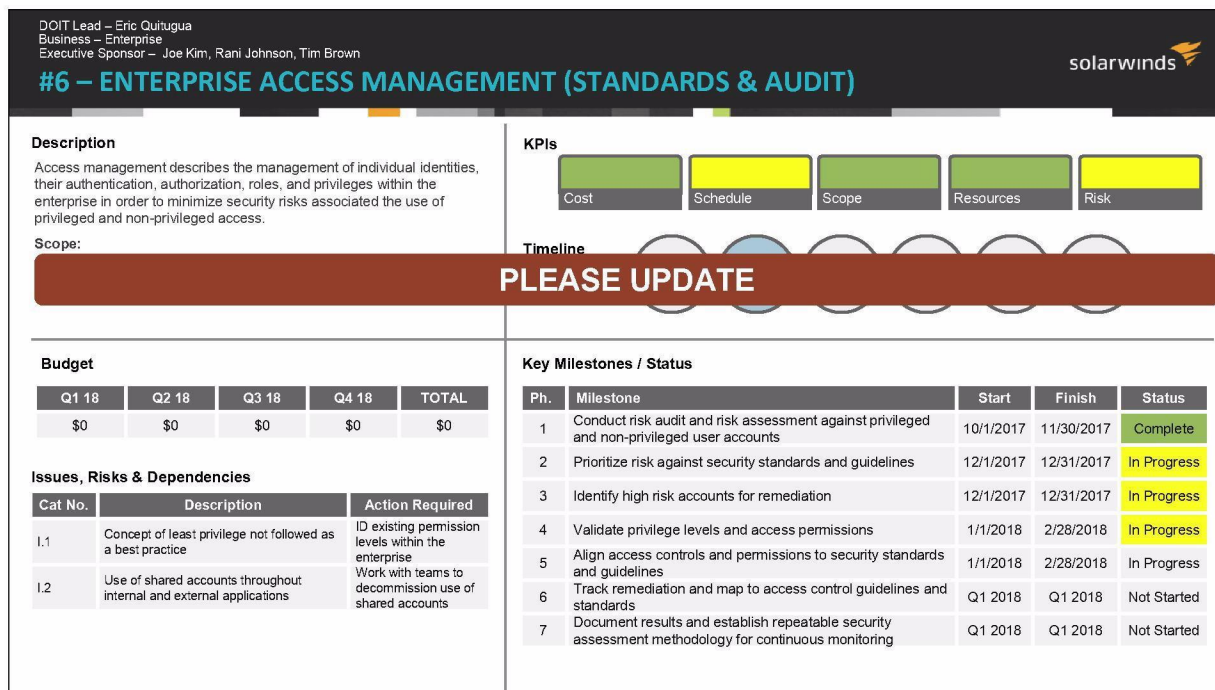 DOIT Lead – Eric Quitugua
Business – Enterprise
Executive Sponsor – Joe Kim, Rani Johnson, Tim Brown
#6 – ENTERPRISE ACCESS MANAGEMENT (STANDARDS & AUDIT)
solarwinds
Description
Access management describes the management of individual identities,
their authentication, authorization, roles, and privileges within the
enterprise in order to minimize security risks associated the use of
privileged and non-privileged access.
Scope:
KPIs
Cost Schedule Scope Resources Risk
Timeline
PLEASE UPDATE
Budget
Q1 18 Q2 18 Q3 18 Q4 18 TOTAL
$0 $0 $0 $0 $0
Issues, Risks & Dependencies
Cat No. Description Action Required
I.1 Concept of least privilege not followed as
a best practice
ID existing permission
levels within the
enterprise
I.2 Use of shared accounts throughout
internal and external applications
Work with teams to
decommission use of
shared accounts
Key Milestones / Status
Ph. Milestone Start Finish Status
1 Conduct risk audit and risk assessment against privileged
and non-privileged user accounts 10/1/2017 11/30/2017 Complete
2 Prioritize risk against security standards and guidelines 12/1/2017 12/31/2017 In Progress
3 Identify high risk accounts for remediation 12/1/2017 12/31/2017 In Progress
4 Validate privilege levels and access permissions 1/1/2018 2/28/2018 In Progress
5 Align access controls and permissions to security standards
and guidelines 1/1/2018 2/28/2018 In Progress
6 Track remediation and map to access control guidelines and
standards Q1 2018 Q1 2018 Not Started
7 Document results and establish repeatable security
assessment methodology for continuous monitoring Q1 2018 Q1 2018 Not Started